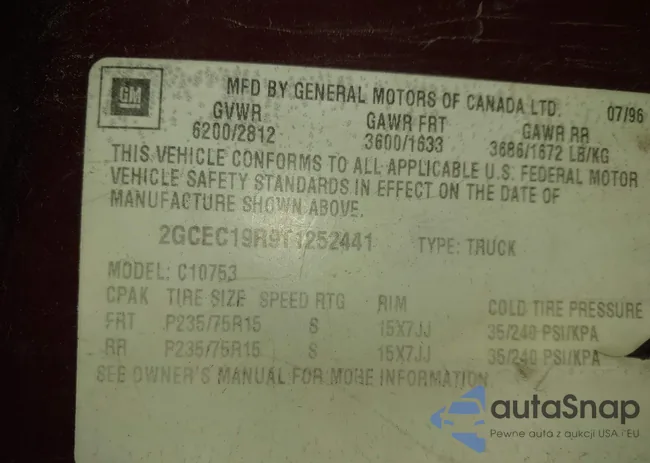 GM
MFD BY GENERAL MOTORS OF CANADA LTD. 07/96
GVWR GAWR FRT GAWR RR
6200/2812 3600/1633 3686/1672 LB/KG
THIS VEHICLE CONFORMS TO ALL APPLICABLE U.S. FEDERAL MOTOR
VEHICLE SAFETY STANDARDS IN EFFECT ON THE DATE OF
MANUFACTURE SHOWN ABOVE.
2GCEC19R9T1252441 TYPE: TRUCK
MODEL: C10753
CPAK TIRE SIZE SPEED RTG RIM COLD TIRE PRESSURE
FRT P235/75R15 S 15X7JJ 35/240 PSI/KPA
RR P235/75R15 S 15X7JJ 35/240 PSI/KPA
SEE OWNER'S MANUAL FOR MORE INFORMATION
autaSnap
Pewne auta z aukcji USA i EU